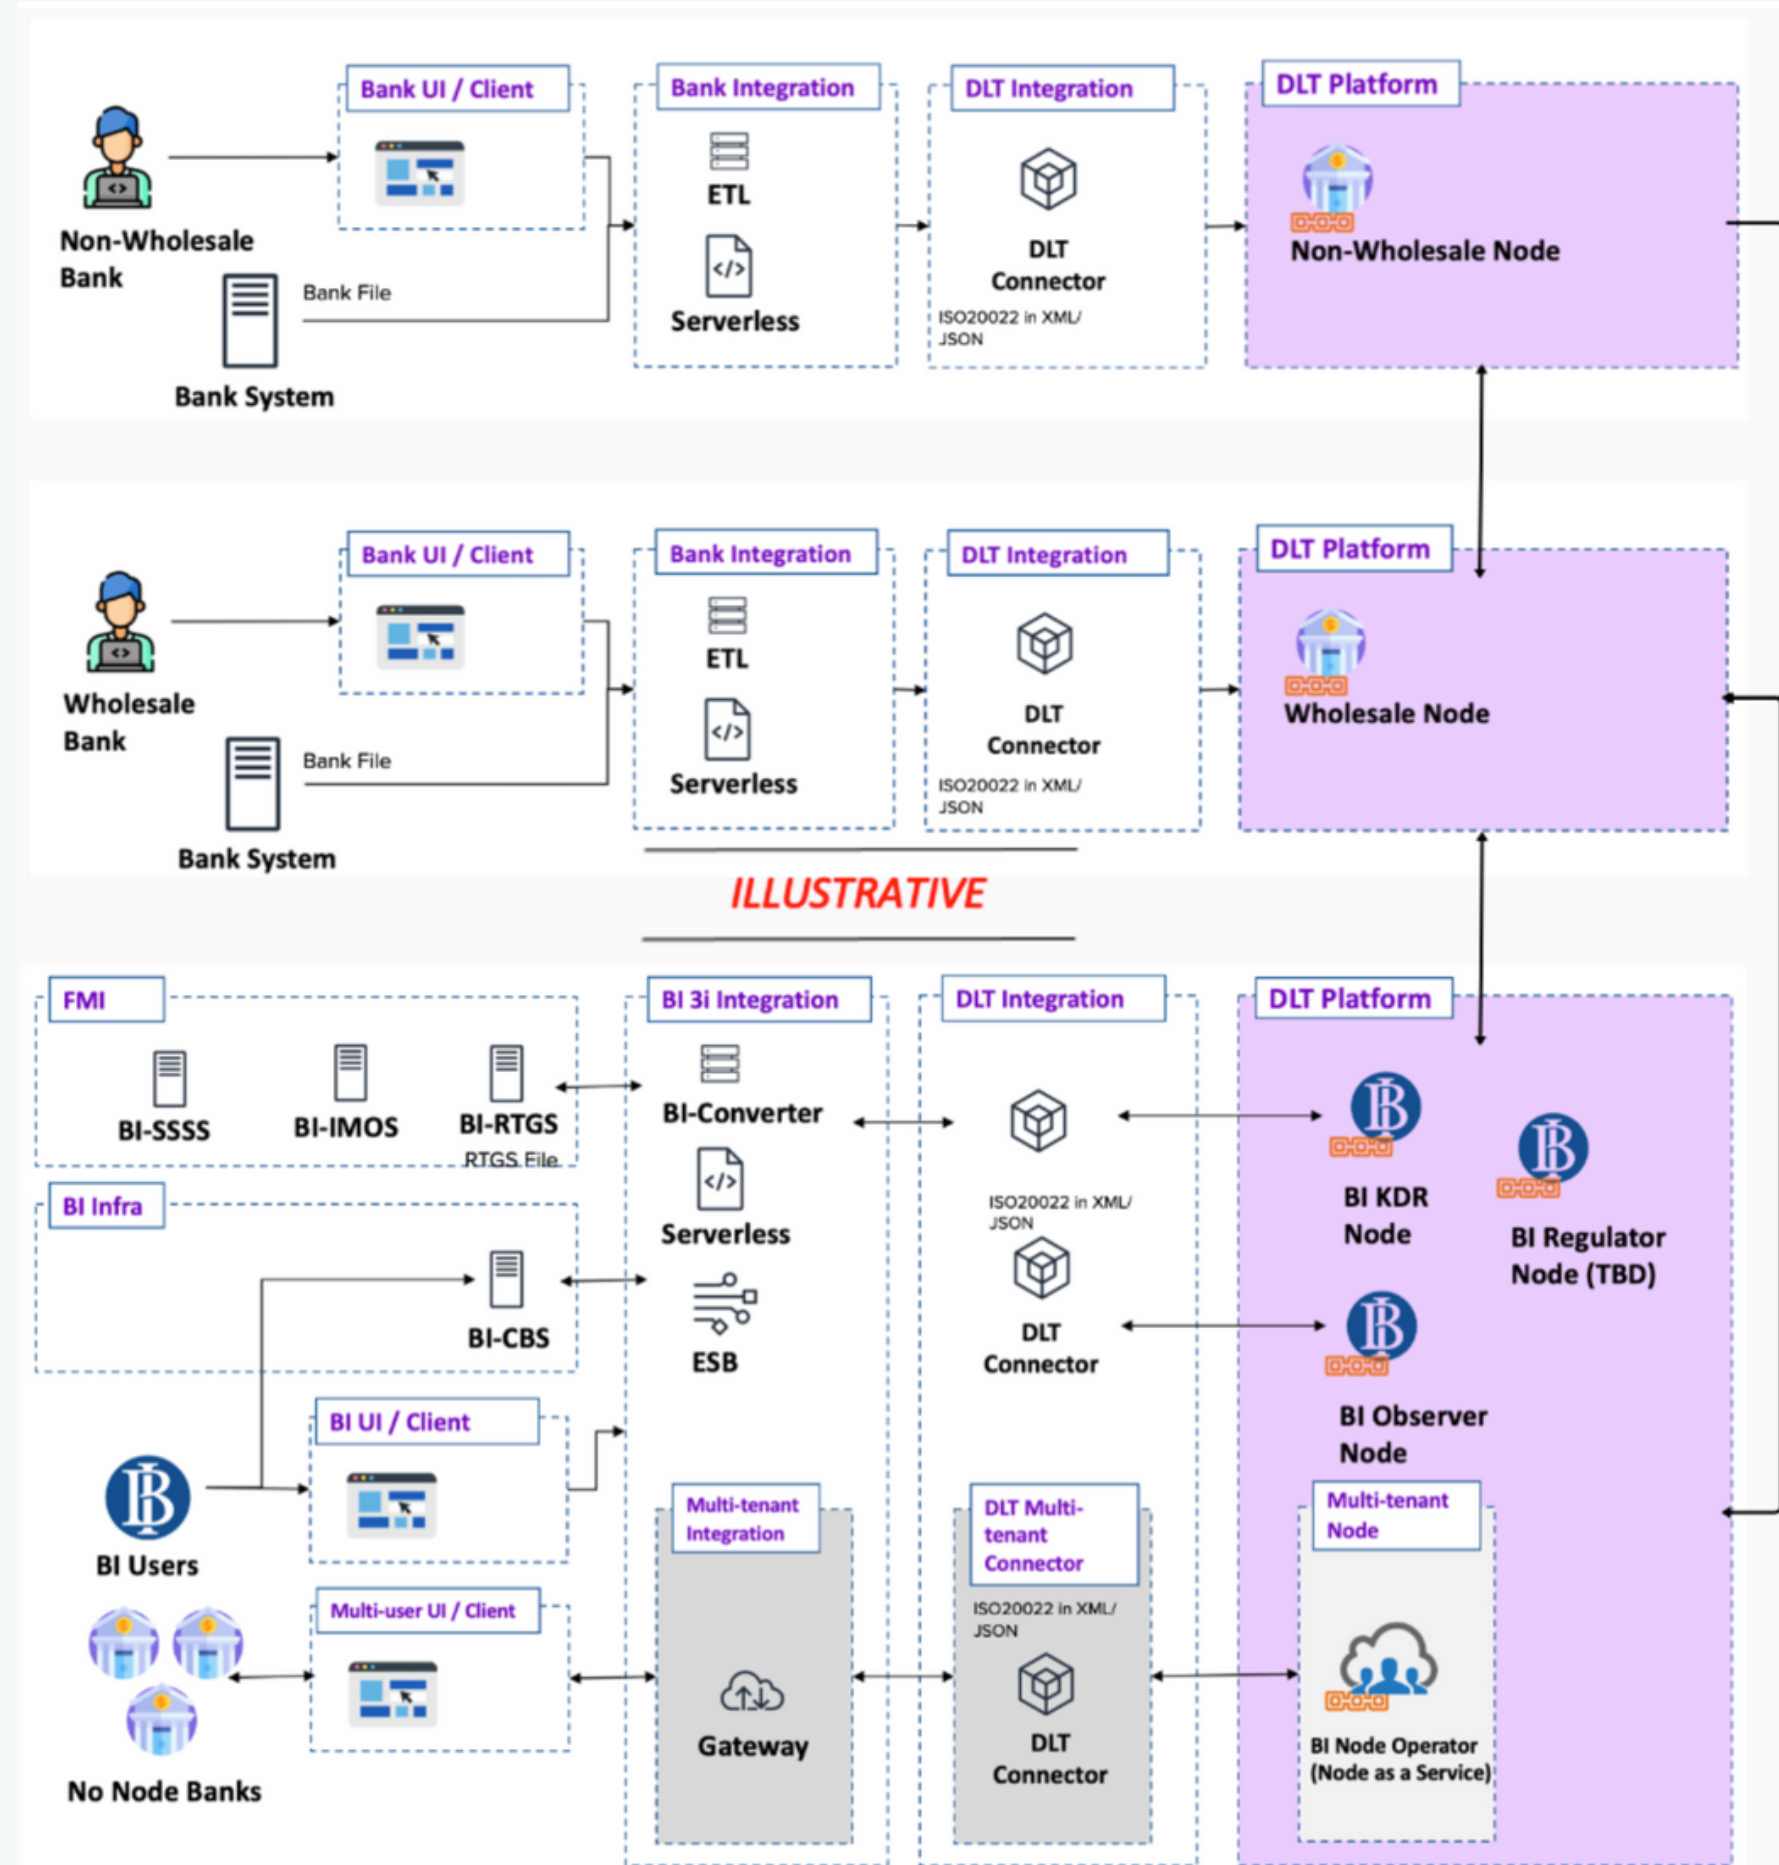 Bank UI / Client
Bank Integration
DLT Integration
DLT Platform
ETL
Serverless
DLT
Connector
ISO20022 in XML/
JSON
Non-Wholesale Node
Non-Wholesale
Bank
Bank File
Bank System
Bank UI / Client
Bank Integration
DLT Integration
DLT Platform
ETL
Serverless
DLT
Connector
ISO20022 in XML/
JSON
Wholesale Node
Wholesale
Bank
Bank File
Bank System
ILLUSTRATIVE
FMI
BI-SSSS
BI-IMOS
BI-RTGS
RTGS File
BI Infra
BI-CBS
BI 3i Integration
BI-Converter
Serverless
ESB
DLT Integration
ISO20022 in XML/
JSON
DLT
Connector
DLT Platform
BI KDR
Node
BI Regulator
Node (TBD)
BI Observer
Node
BI Users
BI UI / Client
No Node Banks
Multi-user UI / Client
Multi-tenant
Integration
Gateway
DLT Multi-
tenant
Connector
ISO20022 in XML/
JSON
DLT
Connector
Multi-tenant
Node
BI Node Operator
(Node as a Service)